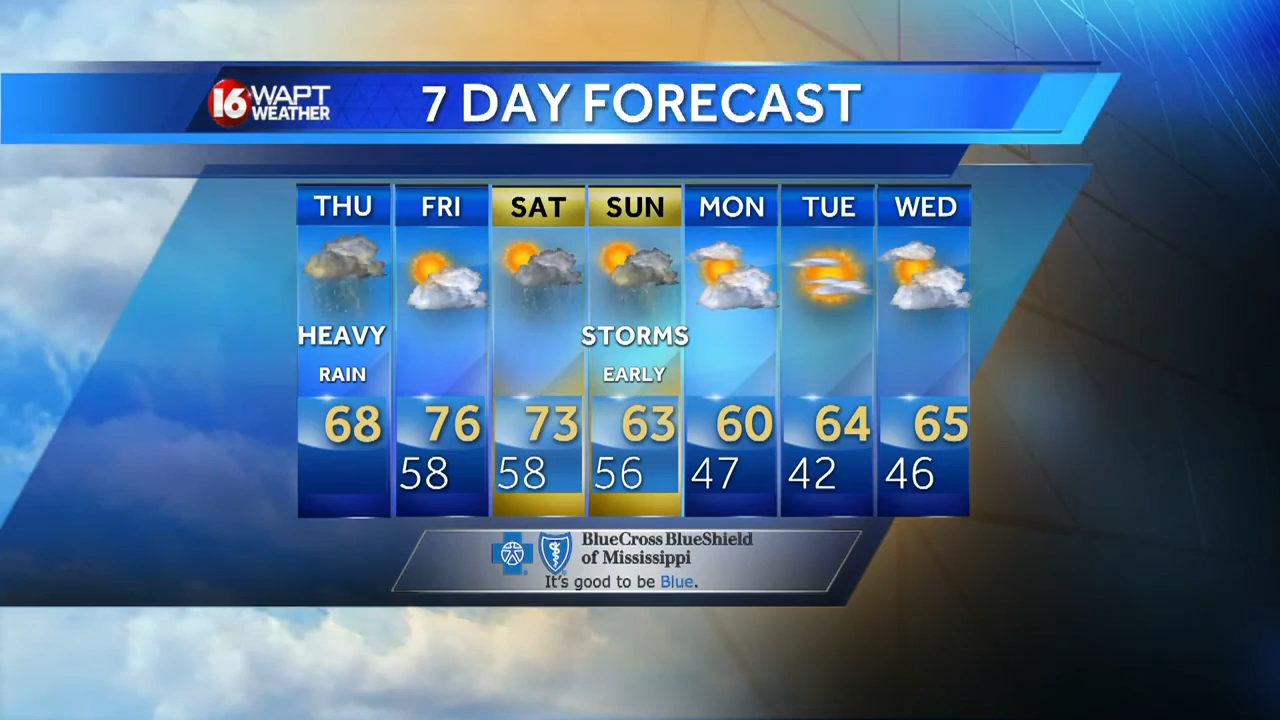 16 WAPT WEATHER
7 DAY FORECAST
THU FRI SAT SUN MON TUE WED
HEAVY STORMS
RAIN EARLY
68 76 73 63 60 64 65
58 58 56 47 42 46
BlueCross BlueShield
of Mississippi
It's good to be Blue.